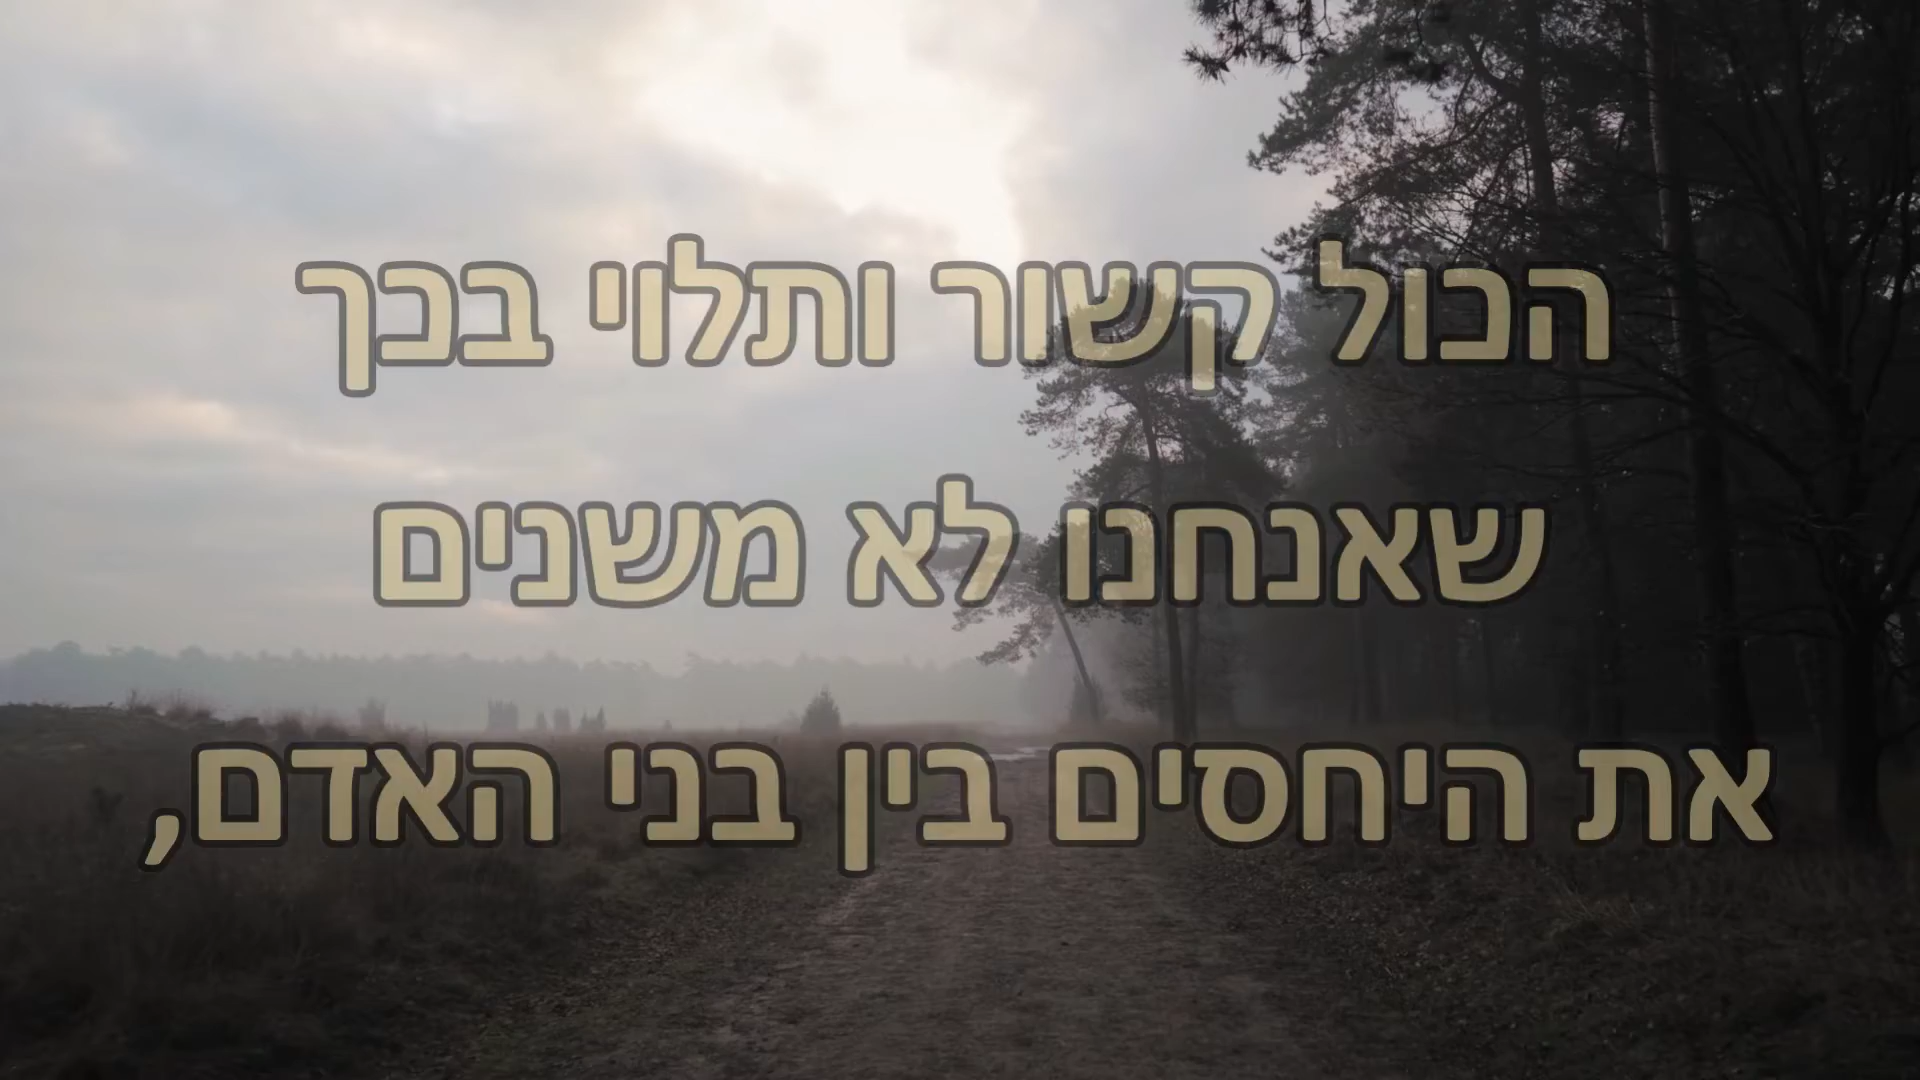 הכול קשור ותלוי בכך
שאנחנו לא משנים
את היחסים בין בני האדם,